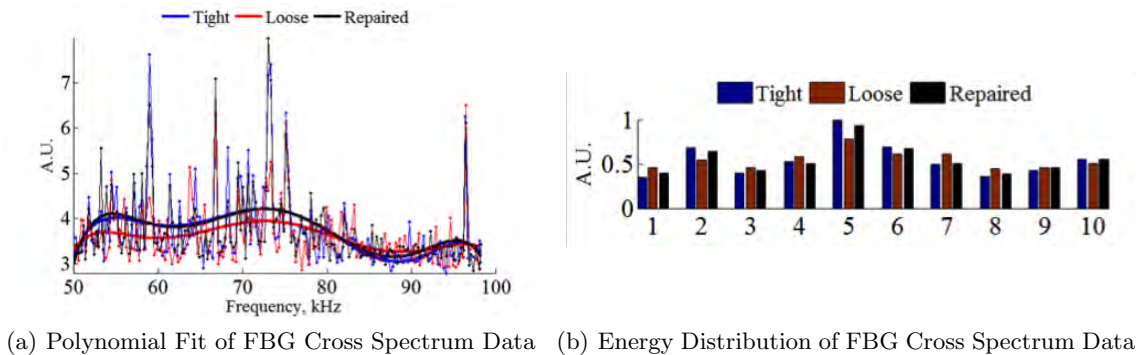 Tight Loose Repaired
A.U.
7
6
5
4
3
50 60 70 80 90 100
Frequency, kHz
(a) Polynomial Fit of FBG Cross Spectrum Data
Tight Loose Repaired
A.U.
1
0.5
0
1 2 3 4 5 6 7 8 9 10
(b) Energy Distribution of FBG Cross Spectrum Data